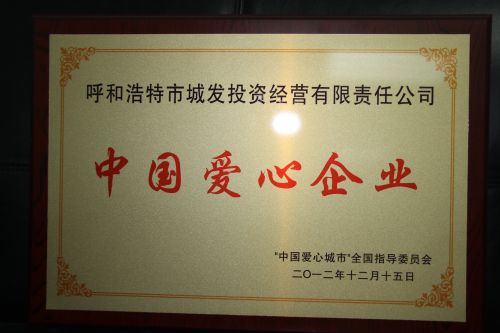 呼和浩特市城发投资经营有限责任公司
中国爱心企业
"中国爱心城市"全国指导委员会
二〇一二年十二月十五日